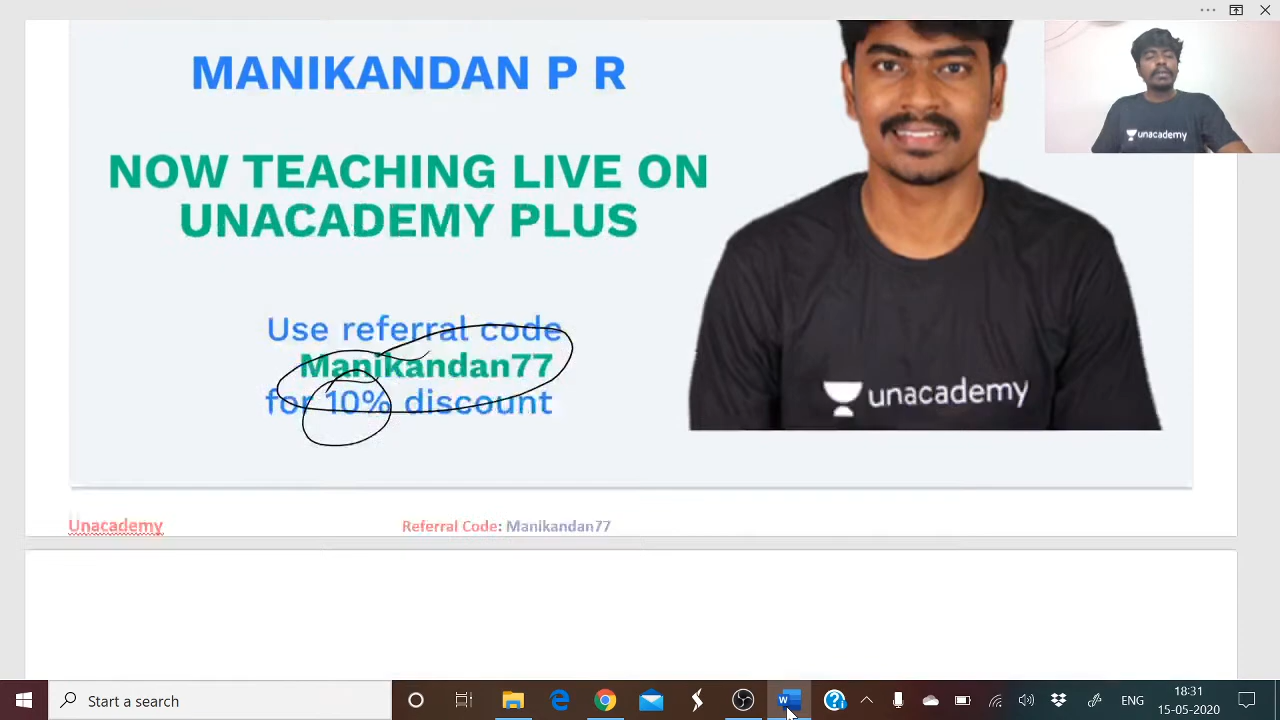 MANIKANDAN P R
unacademy
NOW TEACHING LIVE ON
UNACADEMY PLUS
Use referral code
Manikandan77
for 10% discount
unacademy
Unacademy Referral Code: Manikandan77
Start a search
ENG
18:31
15-05-2020